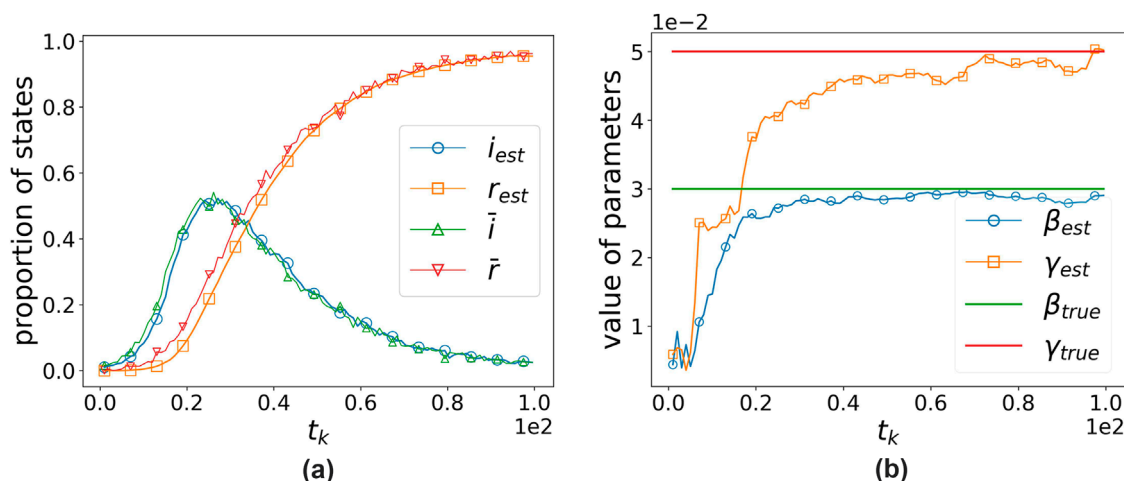 1e−2
proportion of states
1.0
0.8
0.6
0.4
0.2
0.0
i_est
r_est
ī
r̄
0.0 0.2 0.4 0.6 0.8 1.0
1e2
t_k
(a)
value of parameters
5
4
3
2
1
β_est
γ_est
β_true
γ_true
0.0 0.2 0.4 0.6 0.8 1.0
1e2
t_k
(b)